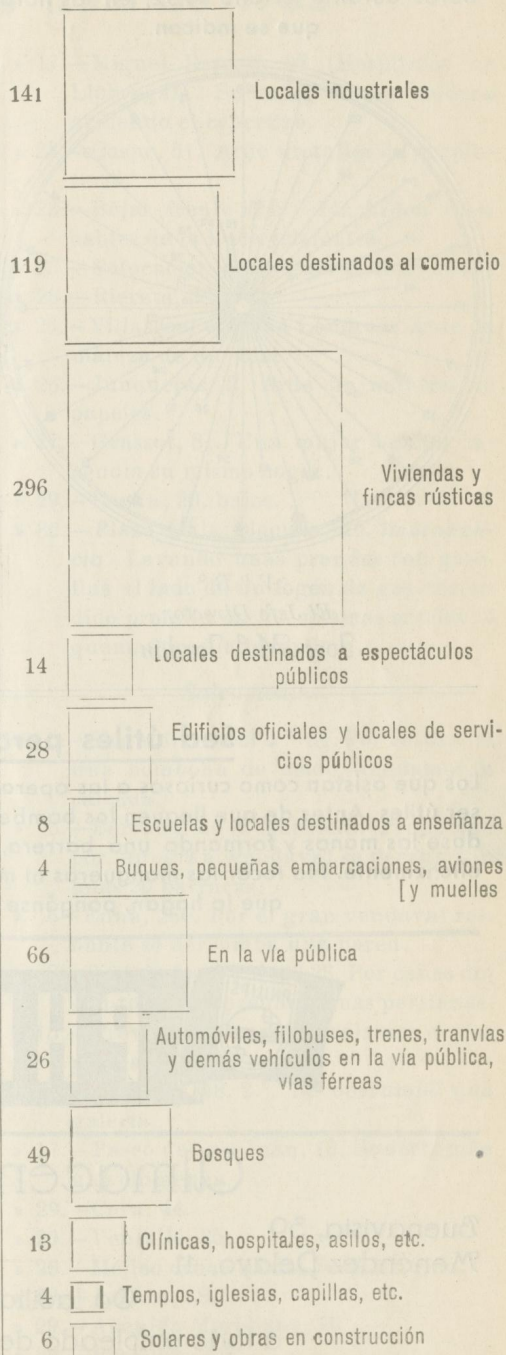 141 Locales industriales
119 Locales destinados al comercio
296 Viviendas y
fincas rústicas
14 Locales destinados a espectáculos
públicos
28 Edificios oficiales y locales de servi-
cios públicos
8 Escuelas y locales destinados a enseñanza
4 Buques, pequeñas embarcaciones, aviones
[y muelles
66 En la vía pública
26 Automóviles, filobuses, trenes, tranvías
y demás vehículos en la vía pública,
vías férreas
49 Bosques
13 Clínicas, hospitales, asilos, etc.
4 Templos, iglesias, capillas, etc.
6 Solares y obras en construcción